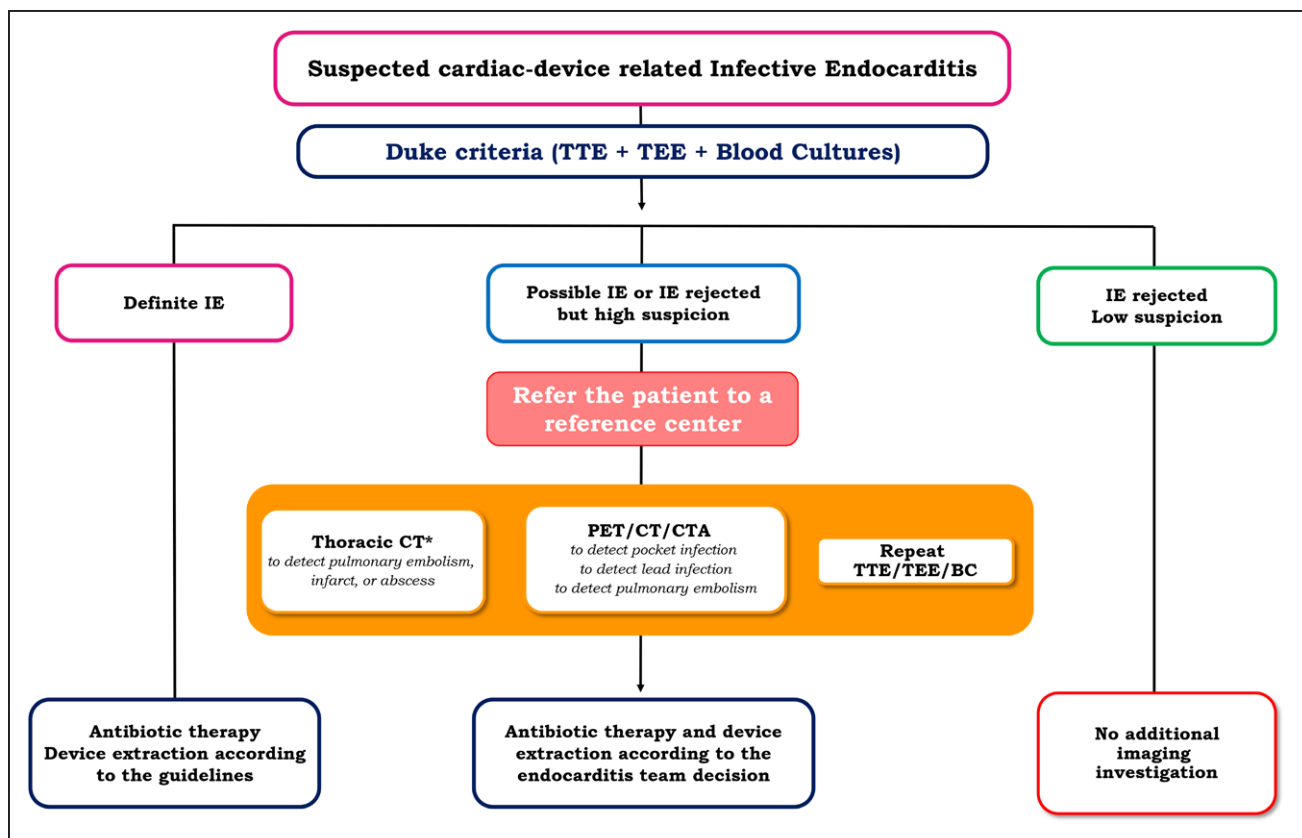 Suspected cardiac-device related Infective Endocarditis
Duke criteria (TTE + TEE + Blood Cultures)
Definite IE
Possible IE or IE rejected
but high suspicion
IE rejected
Low suspicion
Refer the patient to a
reference center
Thoracic CT*
to detect pulmonary embolism,
infarct, or abscess
PET/CT/CTA
to detect pocket infection
to detect lead infection
to detect pulmonary embolism
Repeat
TTE/TEE/BC
Antibiotic therapy
Device extraction according
to the guidelines
Antibiotic therapy and device
extraction according to the
endocarditis team decision
No additional
imaging
investigation